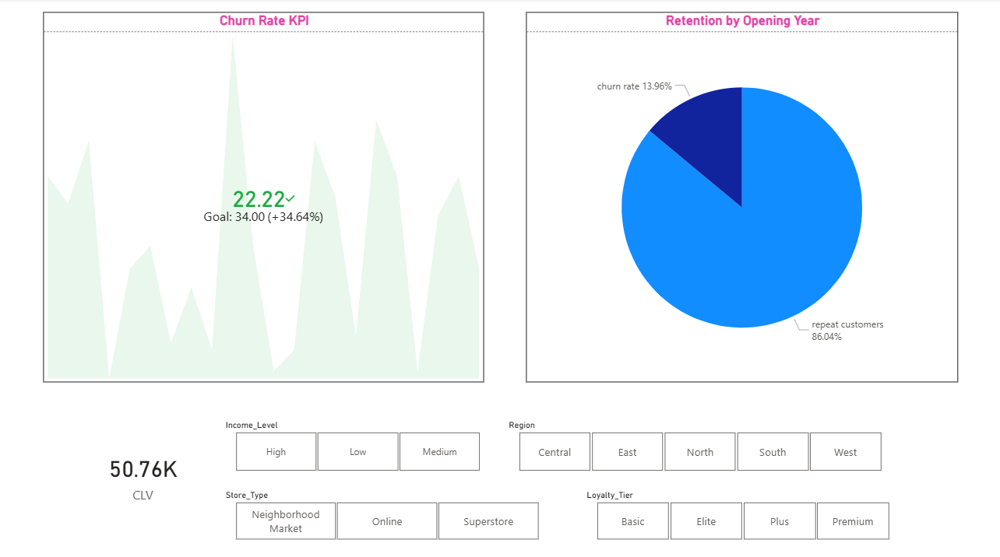 Churn Rate KPI
22.22
Goal: 34.00 (+34.64%)
Retention by Opening Year
churn rate 13.96%
repeat customers
86.04%
50.76K
CLV
Income_Level
High
Low
Medium
Region
Central
East
North
South
West
Store_Type
Neighborhood
Market
Online
Superstore
Loyalty_Tier
Basic
Elite
Plus
Premium